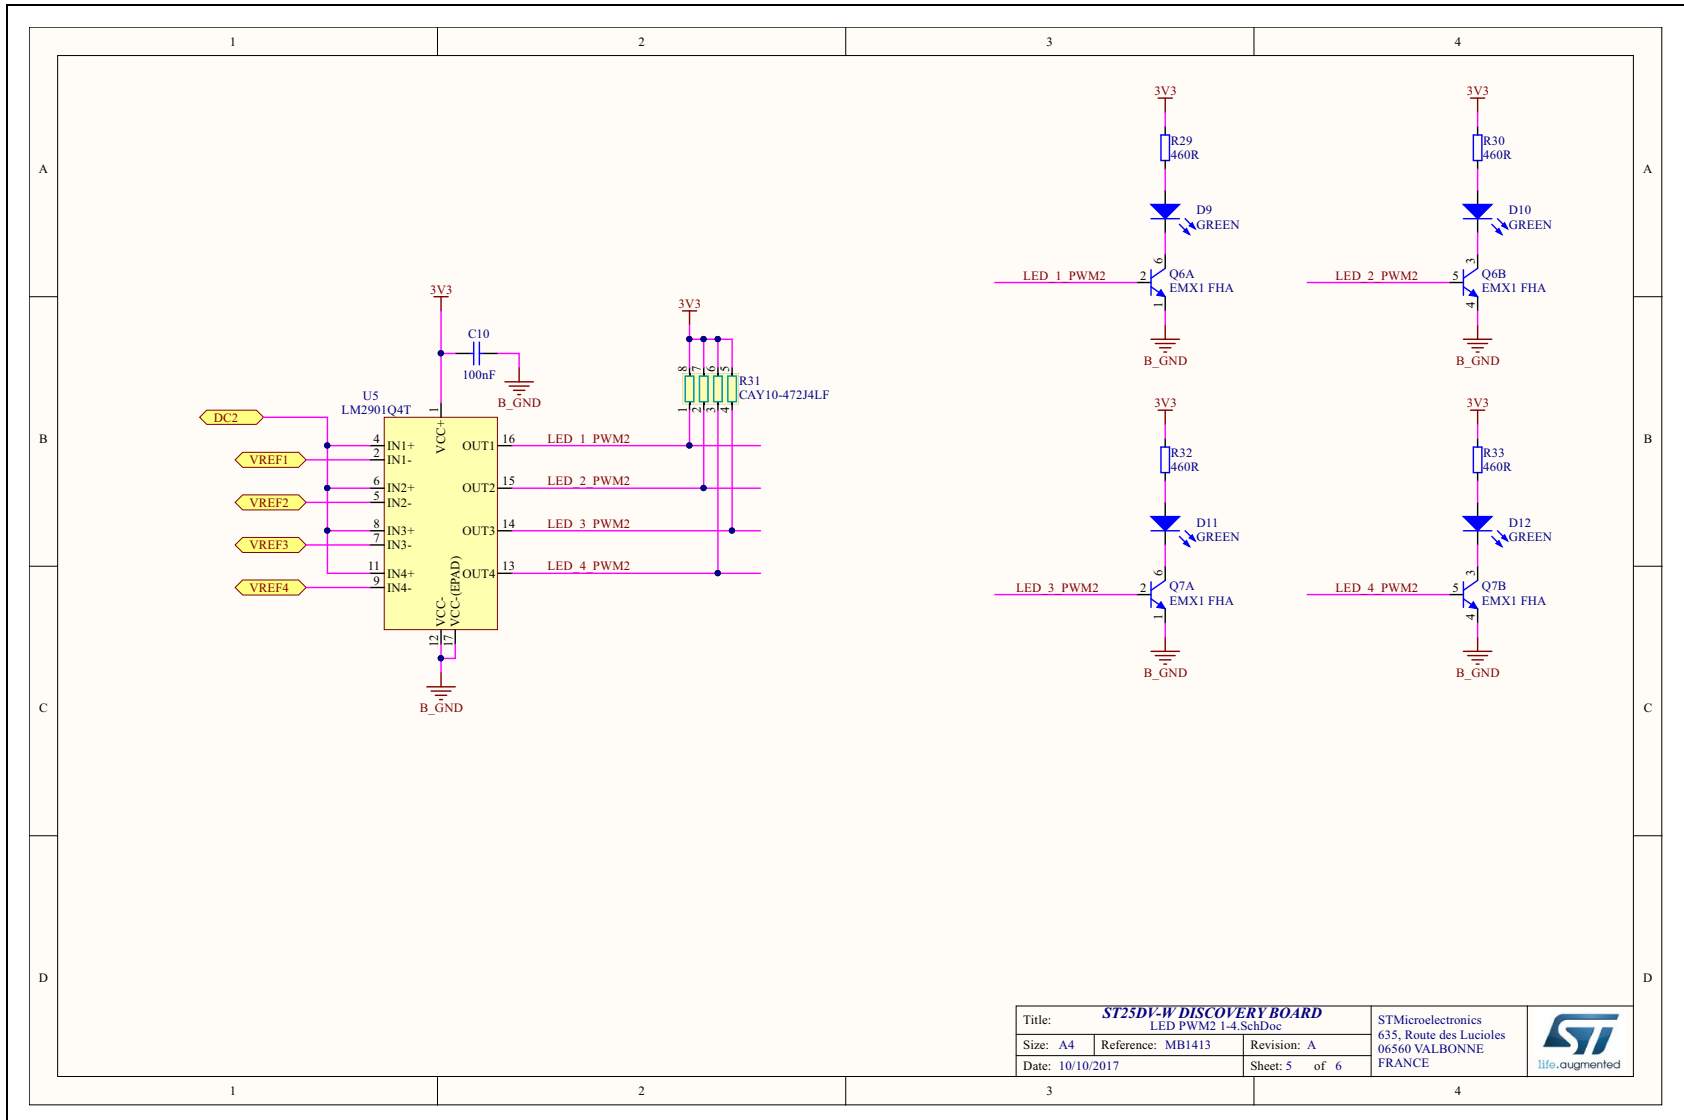 1 2 3 4
A A
B B
C C
D D
3V3
C10
100nF
B_GND
U5
LM2901Q4T
1
VCC+
DC2
4 IN1+
VREF1 2 IN1-
6 IN2+
VREF2 5 IN2-
8 IN3+
VREF3 7 IN3-
11 IN4+
VREF4 9 IN4-
OUT1 16 LED_1_PWM2
OUT2 15 LED_2_PWM2
OUT3 14 LED_3_PWM2
OUT4 13 LED_4_PWM2
VCC-
VCC-(EPAD)
12
17
B_GND
3V3
8 7 6 5
R31
CAY10-472J4LF
1 2 3 4
3V3
R29
460R
D9
GREEN
6
LED_1_PWM2 2 Q6A
EMX1 FHA
1
B_GND
3V3
R30
460R
D10
GREEN
3
LED_2_PWM2 5 Q6B
EMX1 FHA
4
B_GND
3V3
R32
460R
D11
GREEN
6
LED_3_PWM2 2 Q7A
EMX1 FHA
1
B_GND
3V3
R33
460R
D12
GREEN
3
LED_4_PWM2 5 Q7B
EMX1 FHA
4
B_GND
Title: ST25DV-W DISCOVERY BOARD
LED PWM2 1-4.SchDoc
Size: A4 Reference: MB1413 Revision: A
Date: 10/10/2017 Sheet: 5 of 6
STMicroelectronics
635, Route des Lucioles
06560 VALBONNE
FRANCE
ST
life.augmented
1 2 3 4